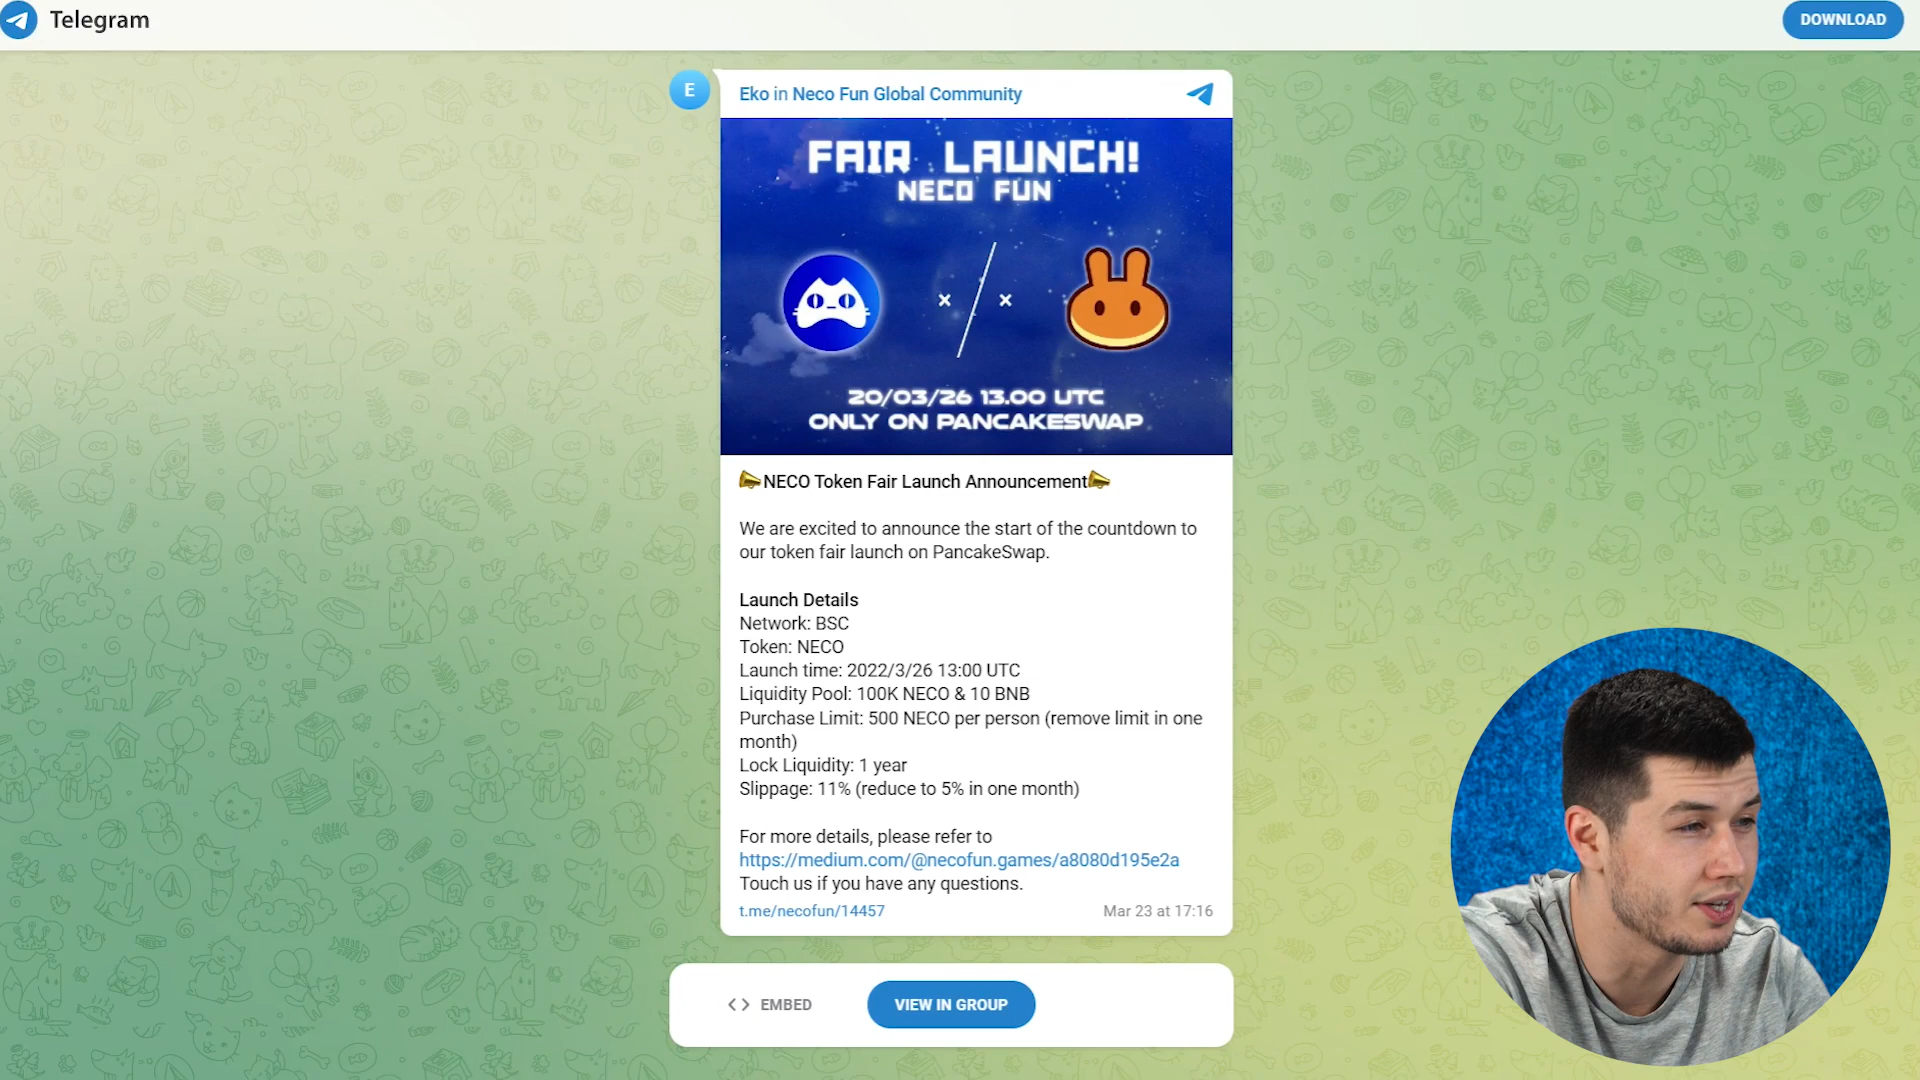 Telegram
DOWNLOAD
E
Eko in Neco Fun Global Community
FAIR LAUNCH!
NECO FUN
20/03/26 13.00 UTC
ONLY ON PANCAKESWAP
📣NECO Token Fair Launch Announcement📣
We are excited to announce the start of the countdown to
our token fair launch on PancakeSwap.
Launch Details
Network: BSC
Token: NECO
Launch time: 2022/3/26 13:00 UTC
Liquidity Pool: 100K NECO & 10 BNB
Purchase Limit: 500 NECO per person (remove limit in one
month)
Lock Liquidity: 1 year
Slippage: 11% (reduce to 5% in one month)
For more details, please refer to
https://medium.com/@necofun.games/a8080d195e2a
Touch us if you have any questions.
t.me/necofun/14457
Mar 23 at 17:16
<> EMBED
VIEW IN GROUP